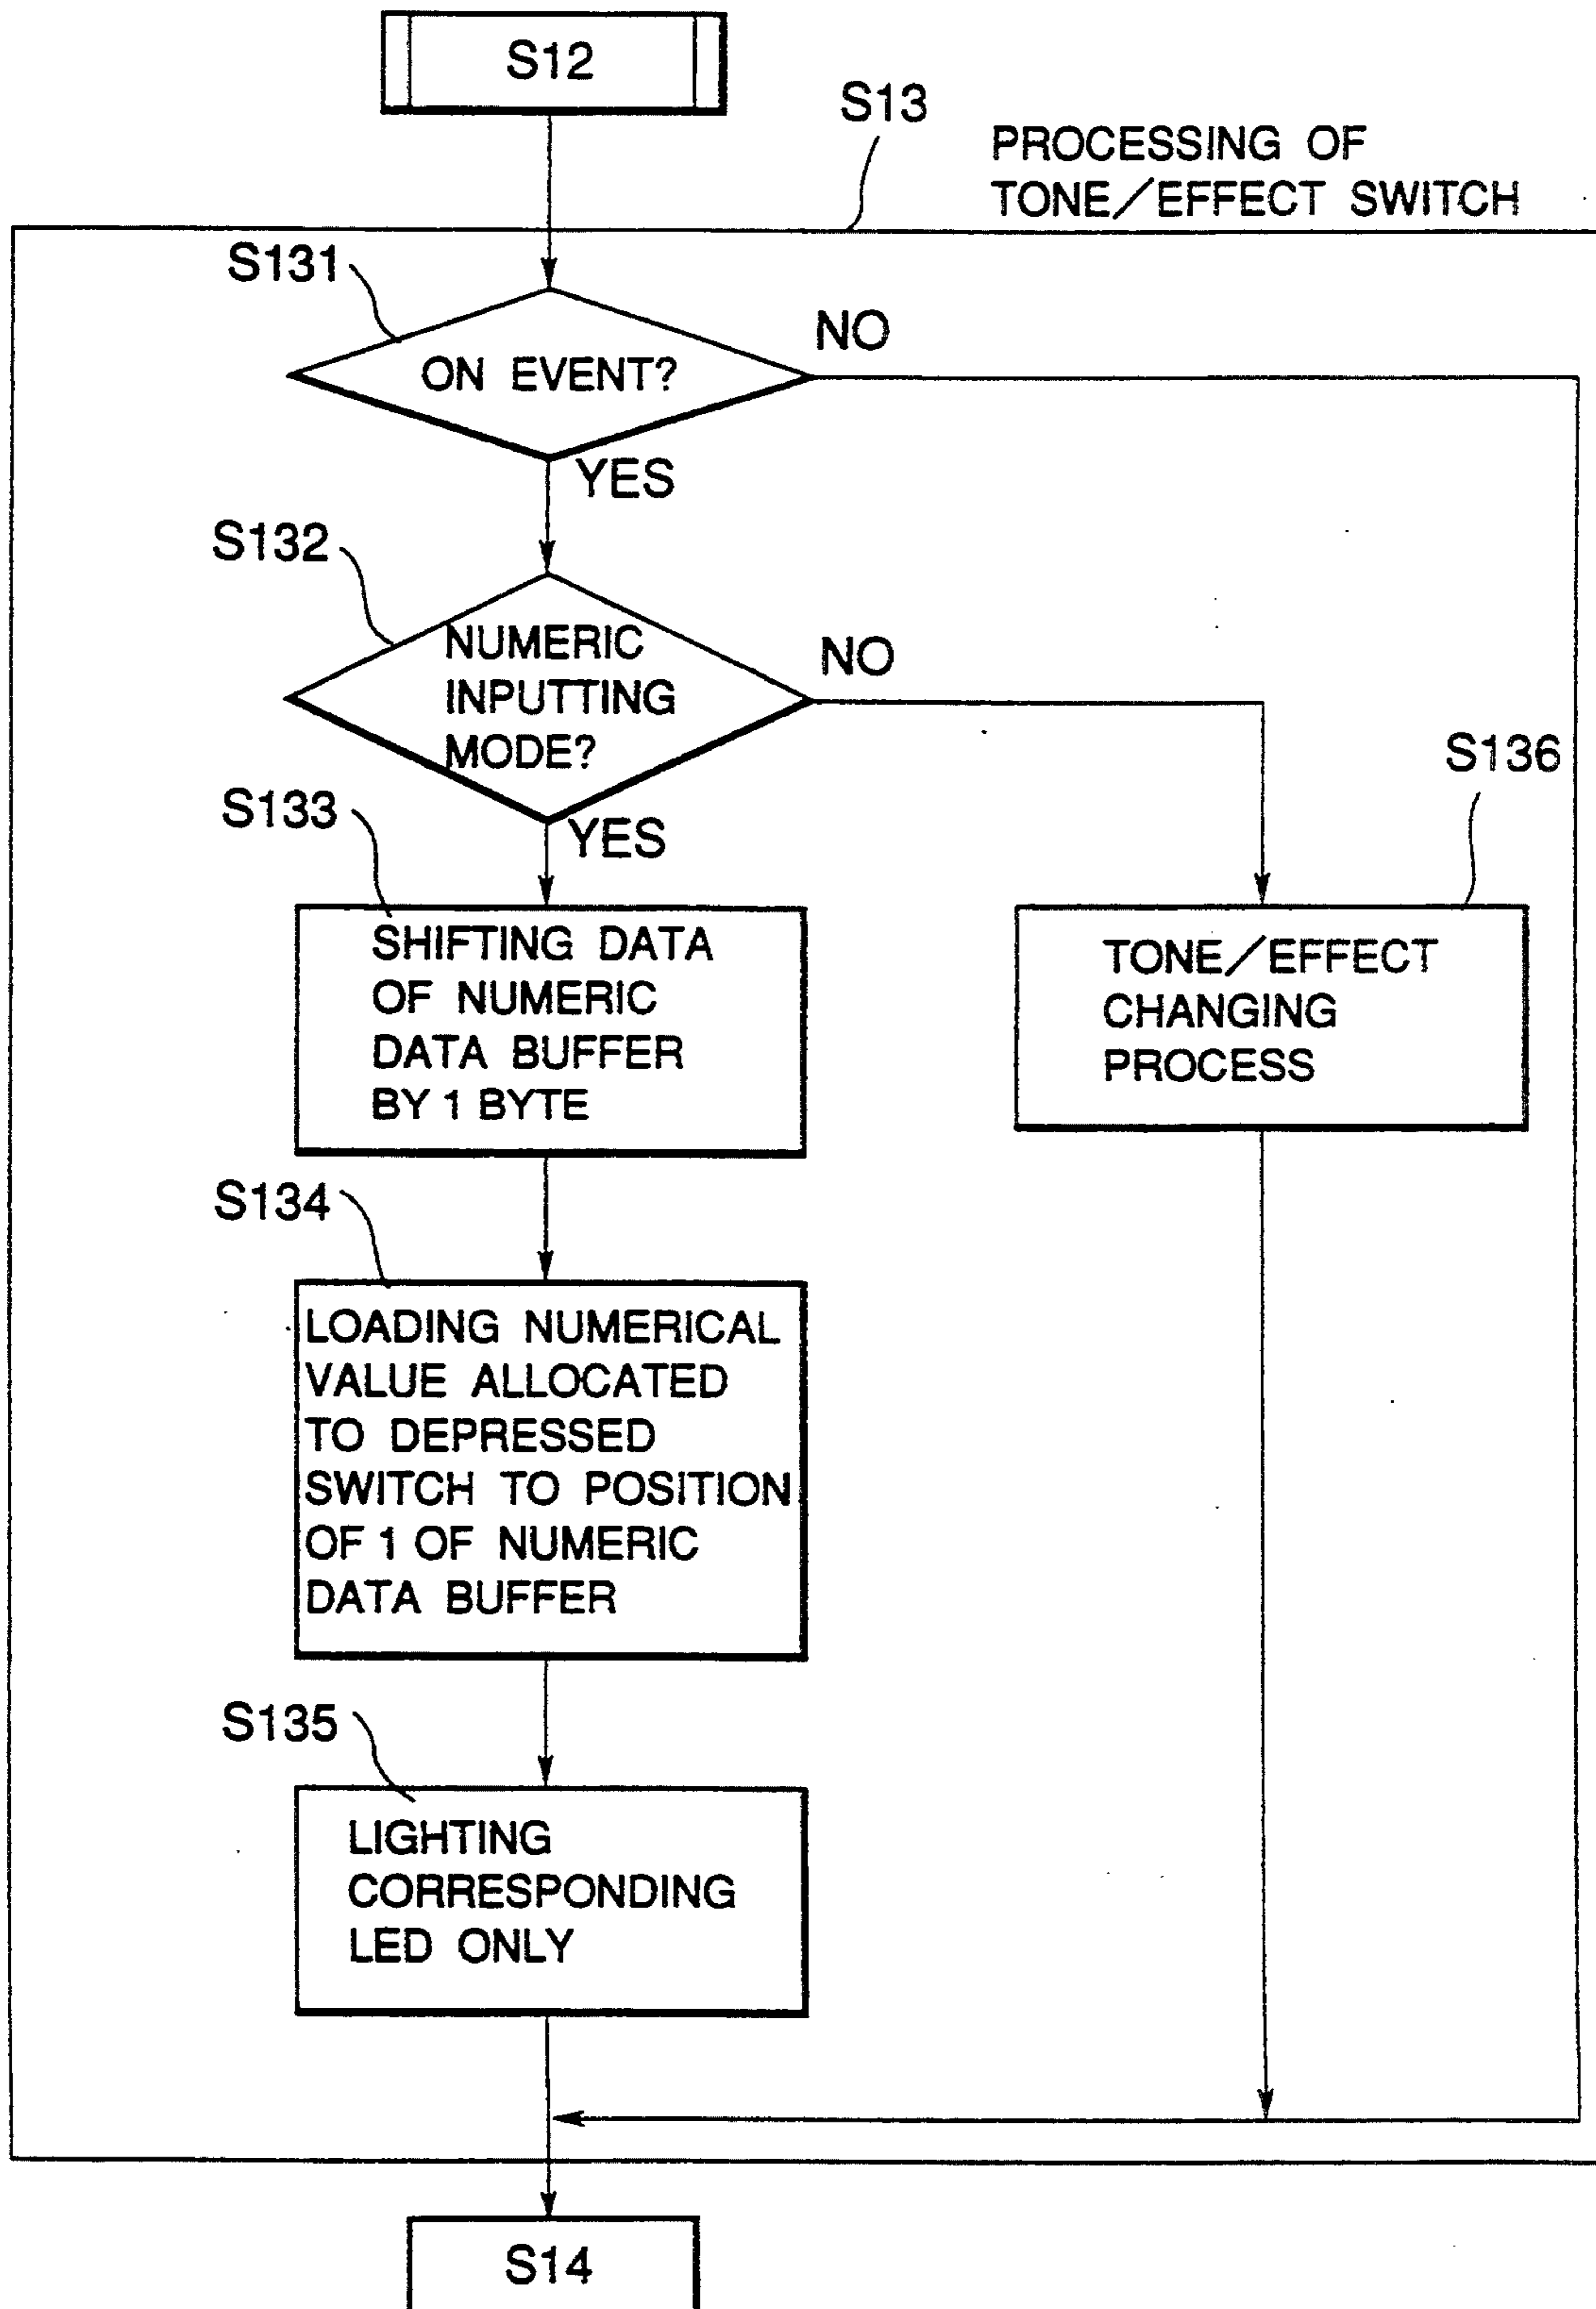 S12
S13
PROCESSING OF
TONE/EFFECT SWITCH
S131
ON EVENT?
NO
YES
S132
NUMERIC
INPUTTING
MODE?
NO
YES
S133
SHIFTING DATA
OF NUMERIC
DATA BUFFER
BY 1 BYTE
S136
TONE/EFFECT
CHANGING
PROCESS
S134
LOADING NUMERICAL
VALUE ALLOCATED
TO DEPRESSED
SWITCH TO POSITION
OF 1 OF NUMERIC
DATA BUFFER
S135
LIGHTING
CORRESPONDING
LED ONLY
S14